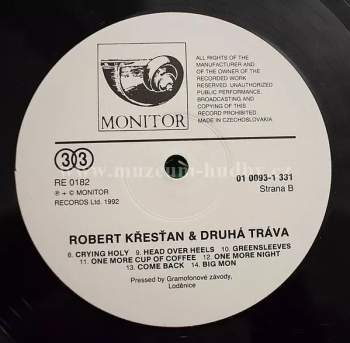 MONITOR
ALL RIGHTS OF THE
MANUFACTURER AND
OF THE OWNER OF
THE RECORDED WORK
RESERVED. UNAUTHORIZED
PUBLIC PERFORMANCE,
BROADCASTING AND
COPYING OF THIS
RECORD PROHIBITED.
MADE IN CZECHOSLOVAKIA
33
RE 0182
℗ + © MONITOR
RECORDS Ltd. 1992
01 0093-1 331
Strana B
www.muzeum-hudby.cz
ROBERT KŘESŤAN & DRUHÁ TRÁVA
8. CRYING HOLY 9. HEAD OVER HEELS 10. GREENSLEEVES
11. ONE MORE CUP OF COFFEE 12. ONE MORE NIGHT
13. COME BACK 14. BIG MON
Pressed by Gramofonové závody,
Loděnice